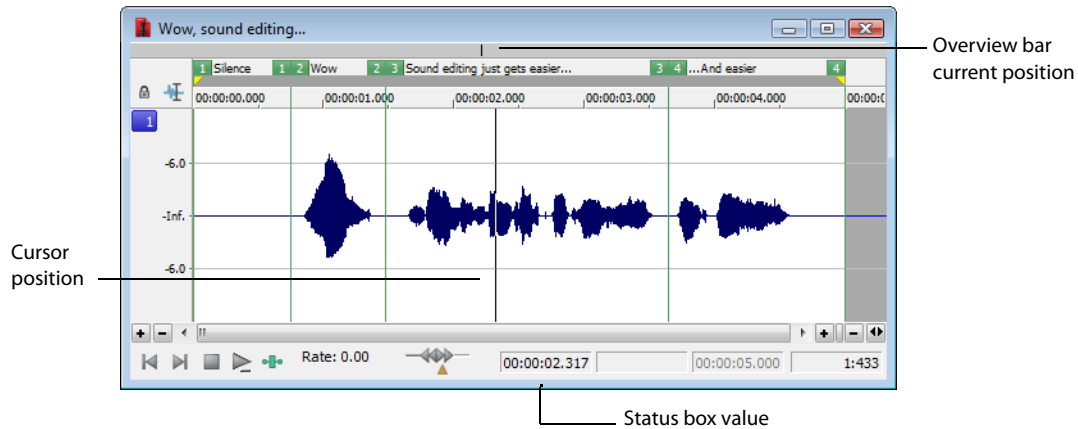 Wow, sound editing...
Overview bar
current position
1 Silence 1 2 Wow 2 3 Sound editing just gets easier... 3 4 ...And easier 4
00:00:00.000 ,00:00:01.000 ,00:00:02.000 ,00:00:03.000 ,00:00:04.000 00:00:0
1
-6.0
-Inf.
Cursor
position
-6.0
Rate: 0.00 00:00:02.317 00:00:05.000 1:433
Status box value